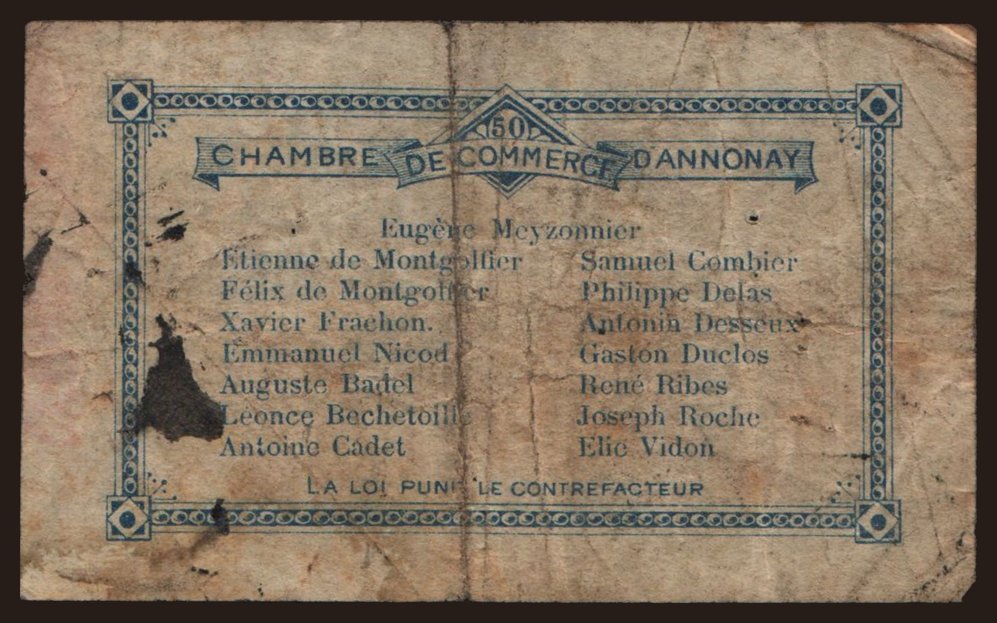 50
CHAMBRE DE COMMERCE D'ANNONAY
Eugène Meyzonnier
Etienne de Montgolfier Samuel Combier
Félix de Montgolfier Philippe Delas
Xavier Frachon. Antonin Desseux
Emmanuel Nicod Gaston Duclos
Auguste Badel René Ribes
Léonce Bechetoille Joseph Roche
Antoine Cadet Elie Vidon
LA LOI PUNIT LE CONTREFACTEUR